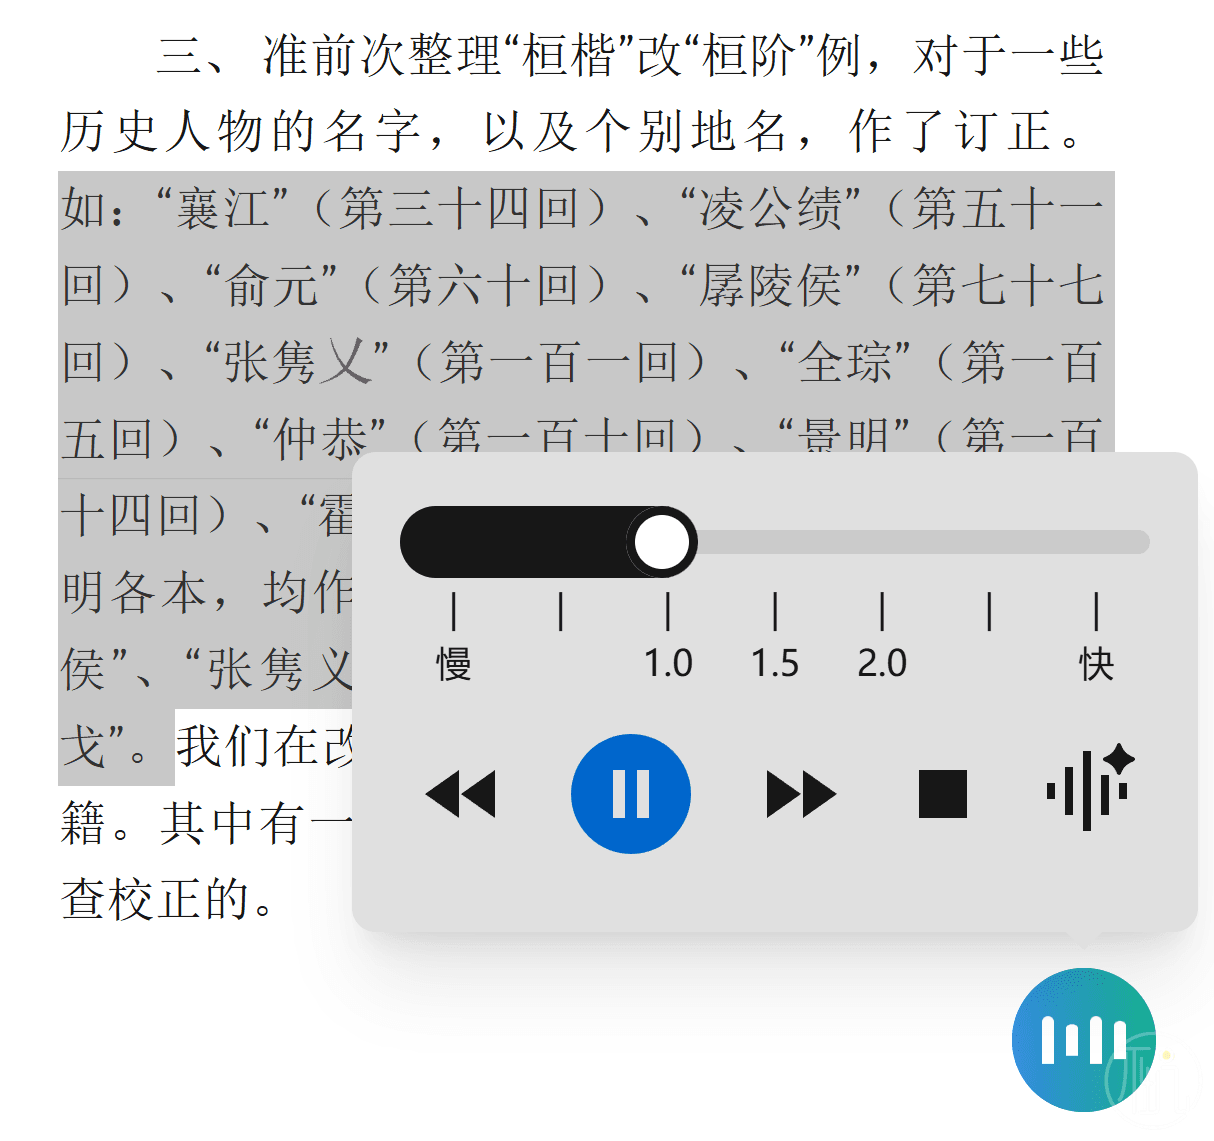 三、 准前次整理“桓楷”改“桓阶”例，对于一些
历史人物的名字，以及个别地名，作了订正。
如：“襄江”（第三十四回）、“凌公绩”（第五十一
回）、“俞元”（第六十回）、“孱陵侯”（第七十七
回）、“张隽乂”（第一百一回）、“全琮”（第一百
五回）、“仲恭”（第一百十回）、“景明”（第一百
十四回）、“霍
明各本，均作
侯”、“张隽义
戈”。我们在改
籍。其中有一
查校正的。
慢 1.0 1.5 2.0 快